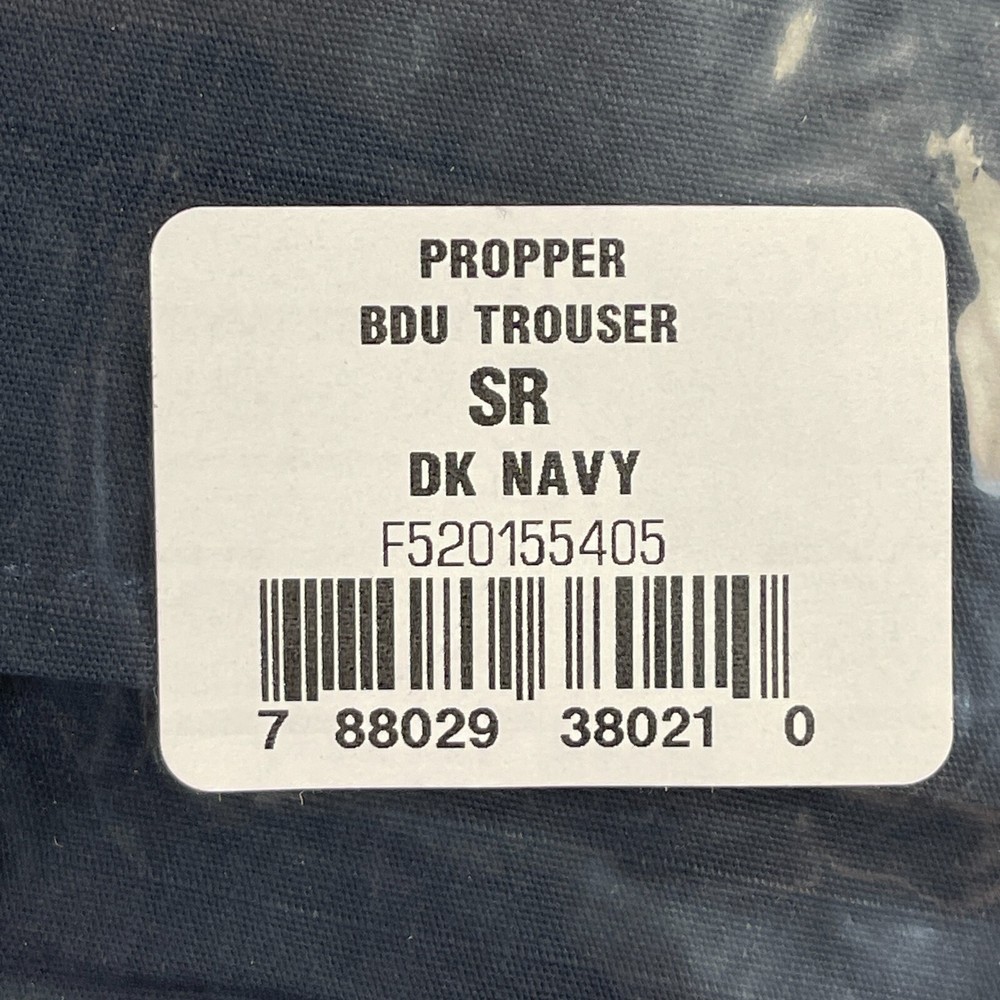 PROPPER
BDU TROUSER
SR
DK NAVY
F520155405
7 88029 38021 0